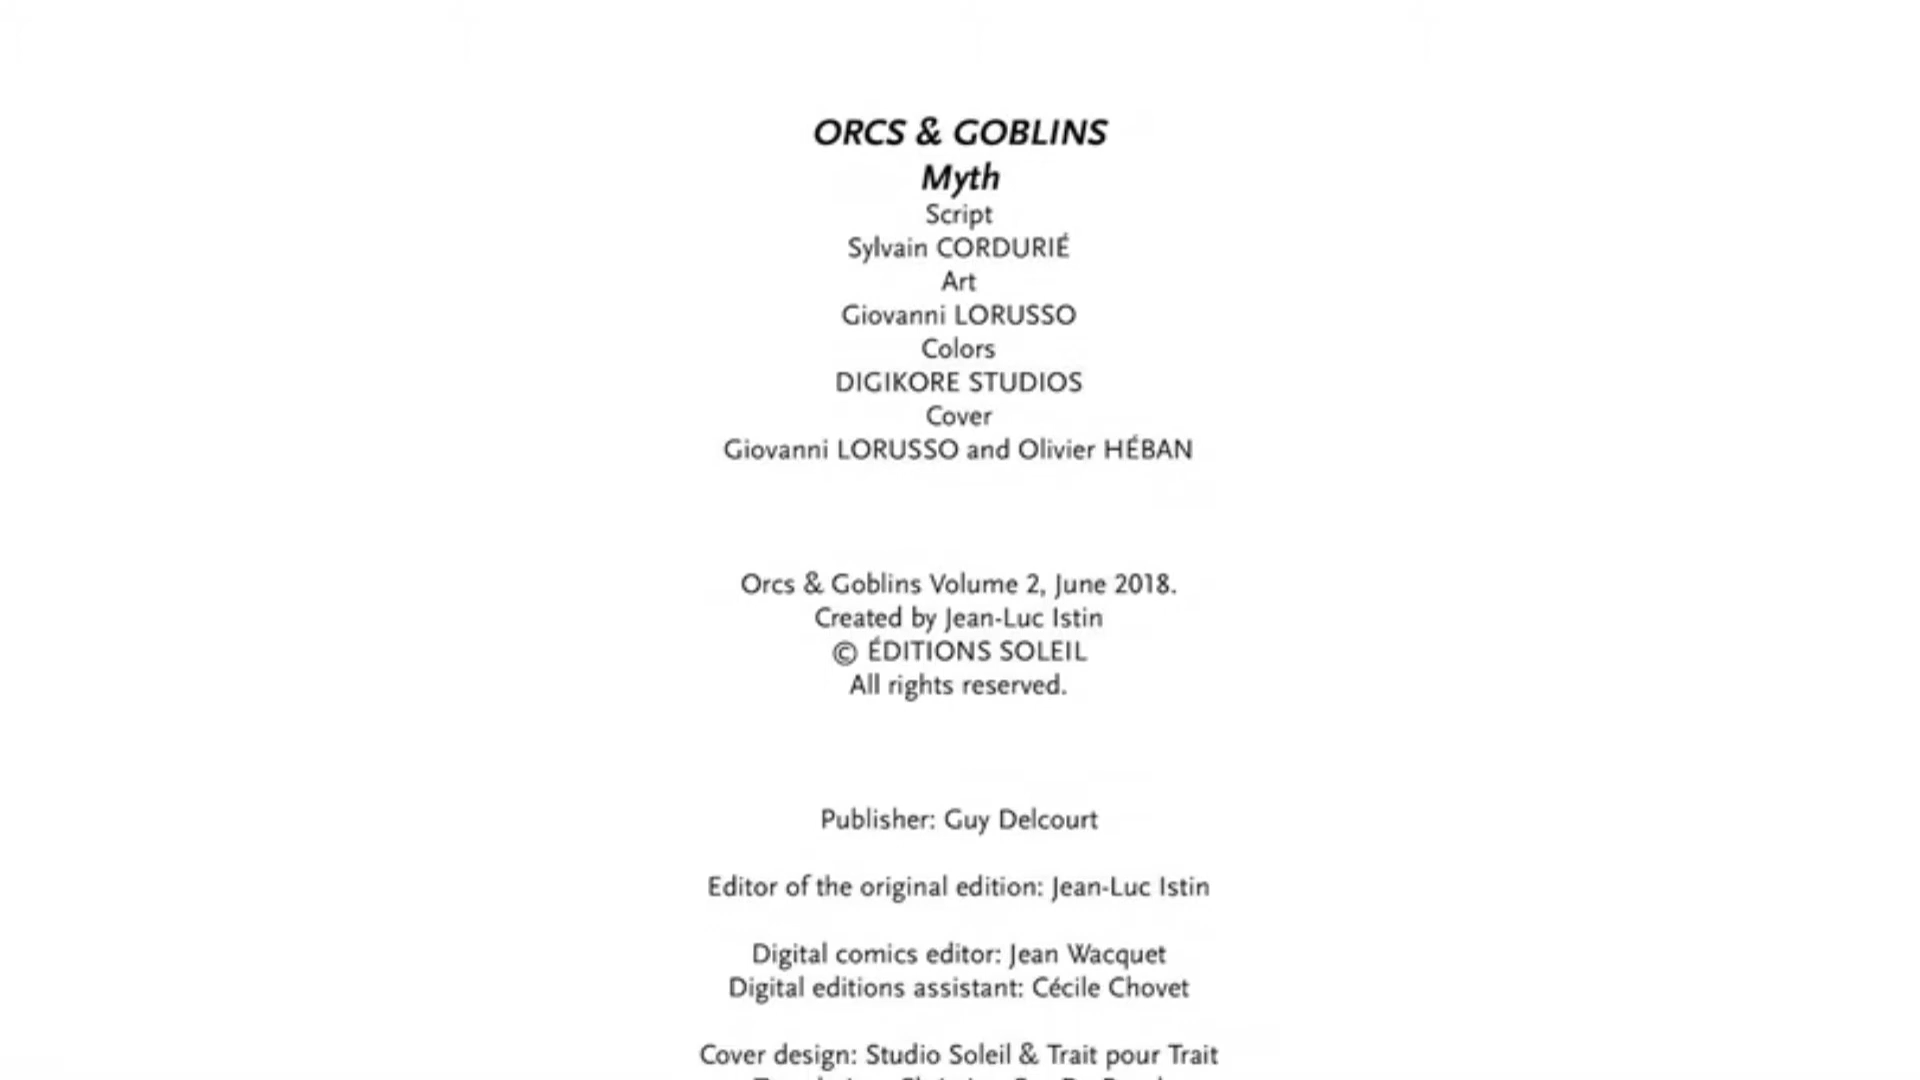 ORCS & GOBLINS
Myth
Script
Sylvain CORDURIÉ
Art
Giovanni LORUSSO
Colors
DIGIKORE STUDIOS
Cover
Giovanni LORUSSO and Olivier HÉBAN
Orcs & Goblins Volume 2, June 2018.
Created by Jean-Luc Istin
© ÉDITIONS SOLEIL
All rights reserved.
Publisher: Guy Delcourt
Editor of the original edition: Jean-Luc Istin
Digital comics editor: Jean Wacquet
Digital editions assistant: Cécile Chovet
Cover design: Studio Soleil & Trait pour Trait